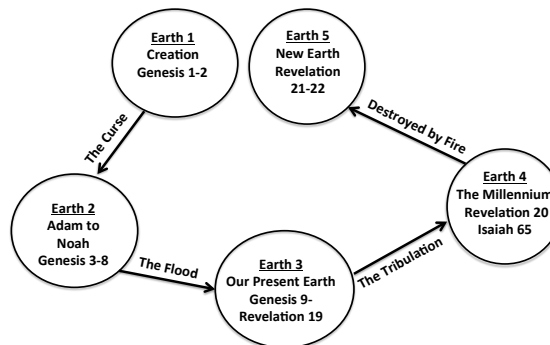 Earth 1
Creation
Genesis 1-2
The Curse
Earth 2
Adam to
Noah
Genesis 3-8
The Flood
Earth 3
Our Present Earth
Genesis 9-
Revelation 19
The Tribulation
Earth 4
The Millennium
Revelation 20
Isaiah 65
Destroyed by Fire
Earth 5
New Earth
Revelation
21-22